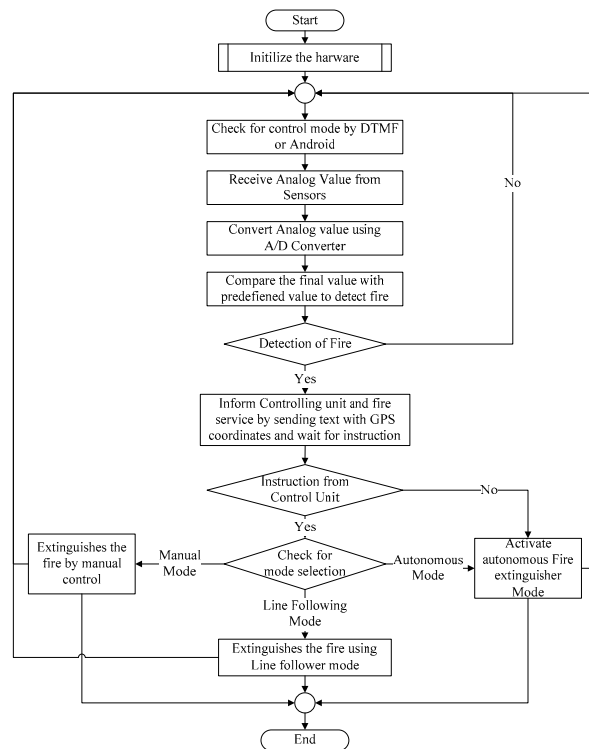 Start
Initilize the harware
Check for control mode by DTMF
or Android
Receive Analog Value from
Sensors
No
Convert Analog value using
A/D Converter
Compare the final value with
predefiened value to detect fire
Detection of Fire
Yes
Inform Controlling unit and fire
service by sending text with GPS
coordinates and wait for instruction
Instruction from
Control Unit
No
Yes
Extinguishes the
fire by manual
control
Manual
Mode
Check for
mode selection
Autonomous
Mode
Activate
autonomous Fire
extinguisher
Mode
Line Following
Mode
Extinguishes the fire using
Line follower mode
End